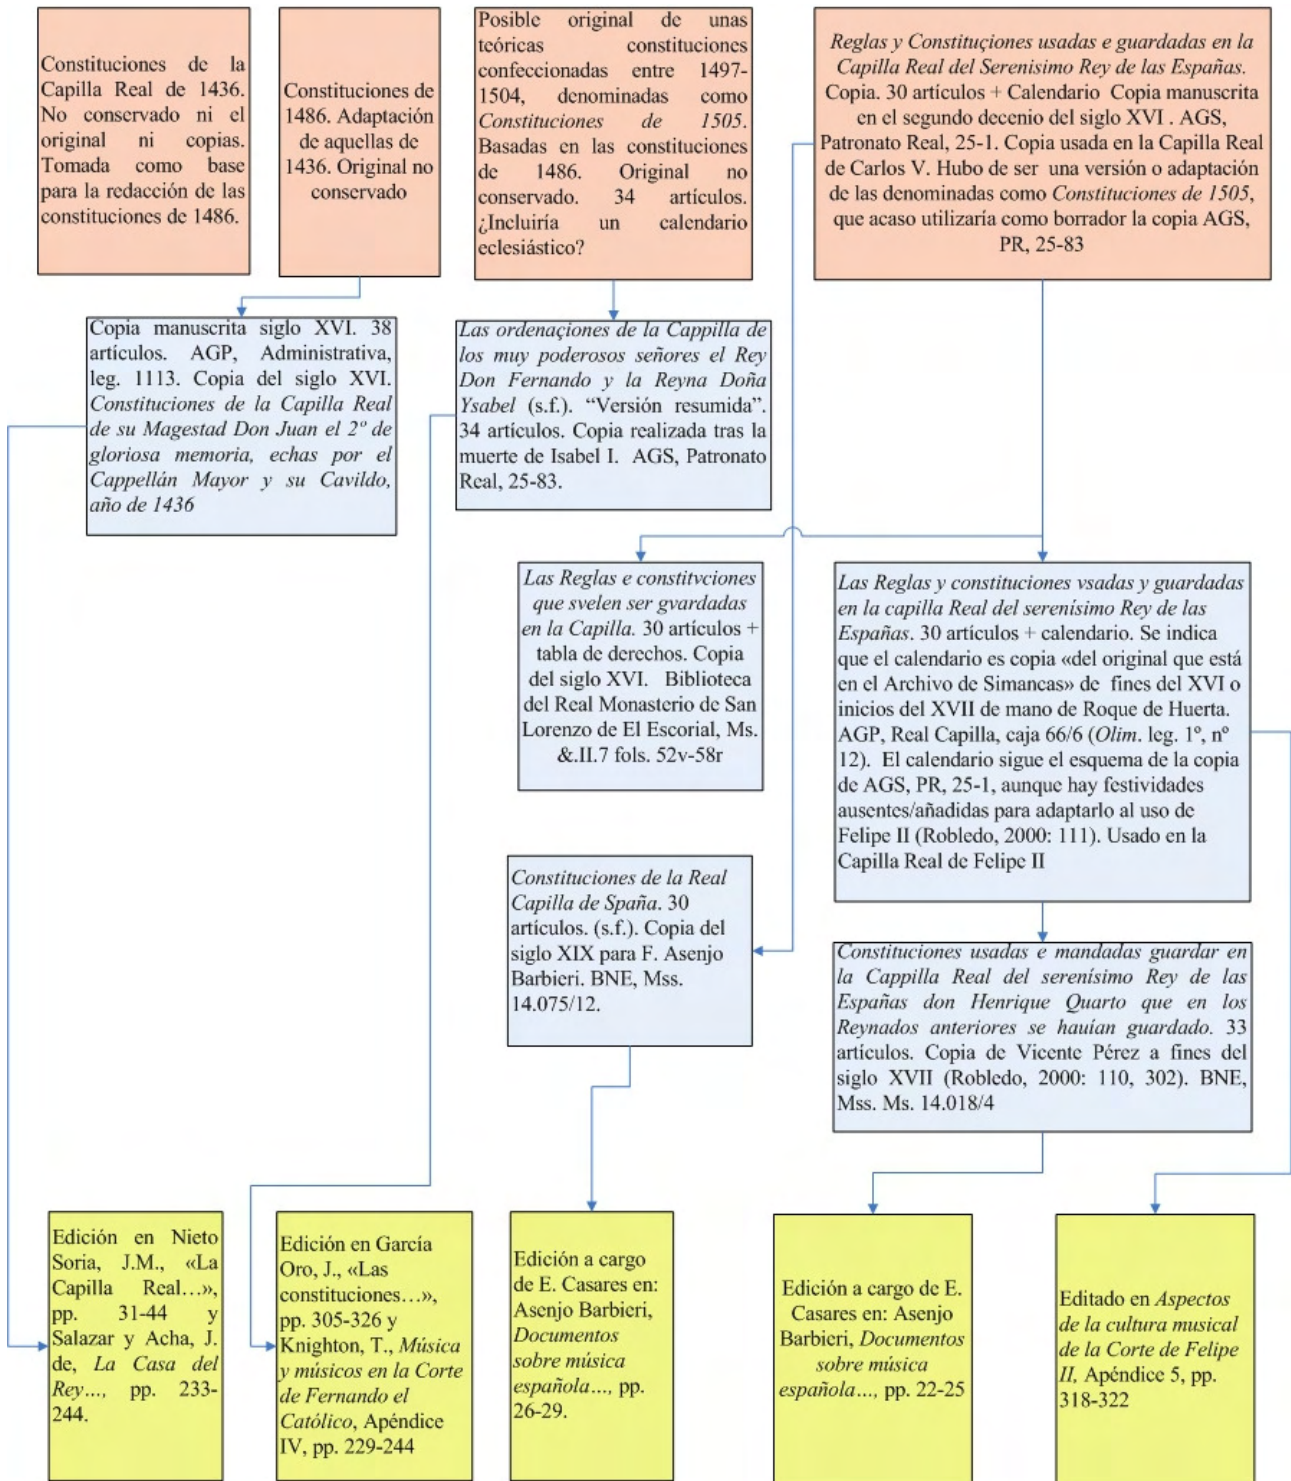 Constituciones de la
Capilla Real de 1436.
No conservado ni el
original ni copias.
Tomada como base
para la redacción de las
constituciones de 1486.
Constituciones de
1486. Adaptación
de aquellas de
1436. Original no
conservado
Posible original de unas
teóricas constituciones
confeccionadas entre 1497-
1504, denominadas como
Constituciones de 1505.
Basadas en las constituciones
de 1486. Original no
conservado. 34 artículos.
¿Incluiría un calendario
eclesiástico?
Reglas y Constituçiones usadas e guardadas en la
Capilla Real del Serenisimo Rey de las Españas.
Copia. 30 artículos + Calendario Copia manuscrita
en el segundo decenio del siglo XVI . AGS,
Patronato Real, 25-1. Copia usada en la Capilla Real
de Carlos V. Hubo de ser una versión o adaptación
de las denominadas como Constituciones de 1505,
que acaso utilizaría como borrador la copia AGS,
PR, 25-83
Copia manuscrita siglo XVI. 38
artículos. AGP, Administrativa,
leg. 1113. Copia del siglo XVI.
Constituciones de la Capilla Real
de su Magestad Don Juan el 2º de
gloriosa memoria, echas por el
Cappellán Mayor y su Cavildo,
año de 1436
Las ordenaçiones de la Cappilla de
los muy poderosos señores el Rey
Don Fernando y la Reyna Doña
Ysabel (s.f.). “Versión resumida”.
34 artículos. Copia realizada tras la
muerte de Isabel I. AGS, Patronato
Real, 25-83.
Las Reglas e constitvciones
que svelen ser gvardadas
en la Capilla. 30 artículos +
tabla de derechos. Copia
del siglo XVI. Biblioteca
del Real Monasterio de San
Lorenzo de El Escorial, Ms.
&.II.7 fols. 52v-58r
Las Reglas y constituciones vsadas y guardadas
en la capilla Real del serenísimo Rey de las
Españas. 30 artículos + calendario. Se indica
que el calendario es copia «del original que está
en el Archivo de Simancas» de fines del XVI o
inicios del XVII de mano de Roque de Huerta.
AGP, Real Capilla, caja 66/6 (Olim. leg. 1º, nº
12). El calendario sigue el esquema de la copia
de AGS, PR, 25-1, aunque hay festividades
ausentes/añadidas para adaptarlo al uso de
Felipe II (Robledo, 2000: 111). Usado en la
Capilla Real de Felipe II
Constituciones de la Real
Capilla de Spaña. 30
artículos. (s.f.). Copia del
siglo XIX para F. Asenjo
Barbieri. BNE, Mss.
14.075/12.
Constituciones usadas e mandadas guardar en
la Cappilla Real del serenísimo Rey de las
Españas don Henrique Quarto que en los
Reynados anteriores se hauían guardado. 33
artículos. Copia de Vicente Pérez a fines del
siglo XVII (Robledo, 2000: 110, 302). BNE,
Mss. Ms. 14.018/4
Edición en Nieto
Soria, J.M., «La
Capilla Real…»,
pp. 31-44 y
Salazar y Acha, J.
de, La Casa del
Rey…, pp. 233-
244.
Edición en García
Oro, J., «Las
constituciones…»,
pp. 305-326 y
Knighton, T., Música
y músicos en la Corte
de Fernando el
Católico, Apéndice
IV, pp. 229-244
Edición a cargo
de E. Casares en:
Asenjo Barbieri,
Documentos
sobre música
española…, pp.
26-29.
Edición a cargo de E.
Casares en: Asenjo
Barbieri, Documentos
sobre música
española…, pp. 22-25
Editado en Aspectos
de la cultura musical
de la Corte de Felipe
II, Apéndice 5, pp.
318-322